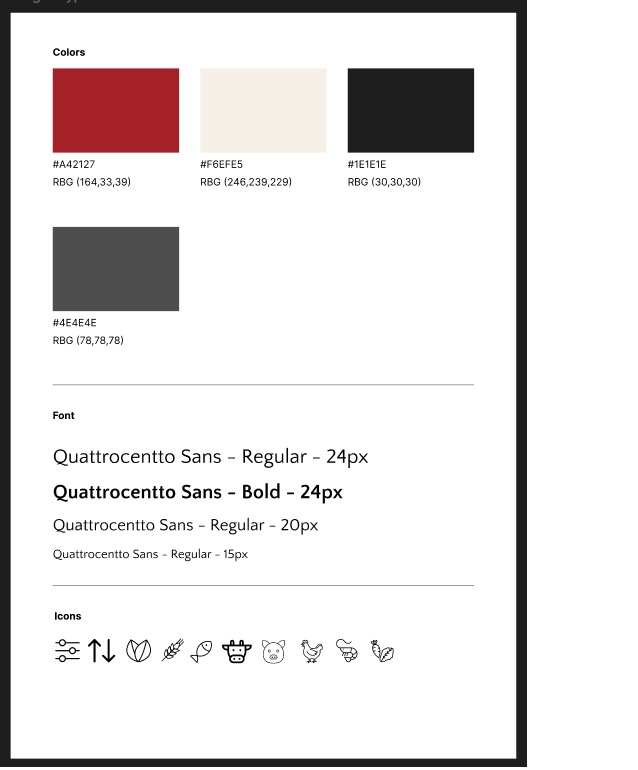 Colors
#A42127
RBG (164,33,39)
#F6EFE5
RBG (246,239,229)
#1E1E1E
RBG (30,30,30)
#4E4E4E
RBG (78,78,78)
Font
Quattrocentto Sans - Regular - 24px
Quattrocentto Sans - Bold - 24px
Quattrocentto Sans - Regular - 20px
Quattrocentto Sans - Regular - 15px
Icons